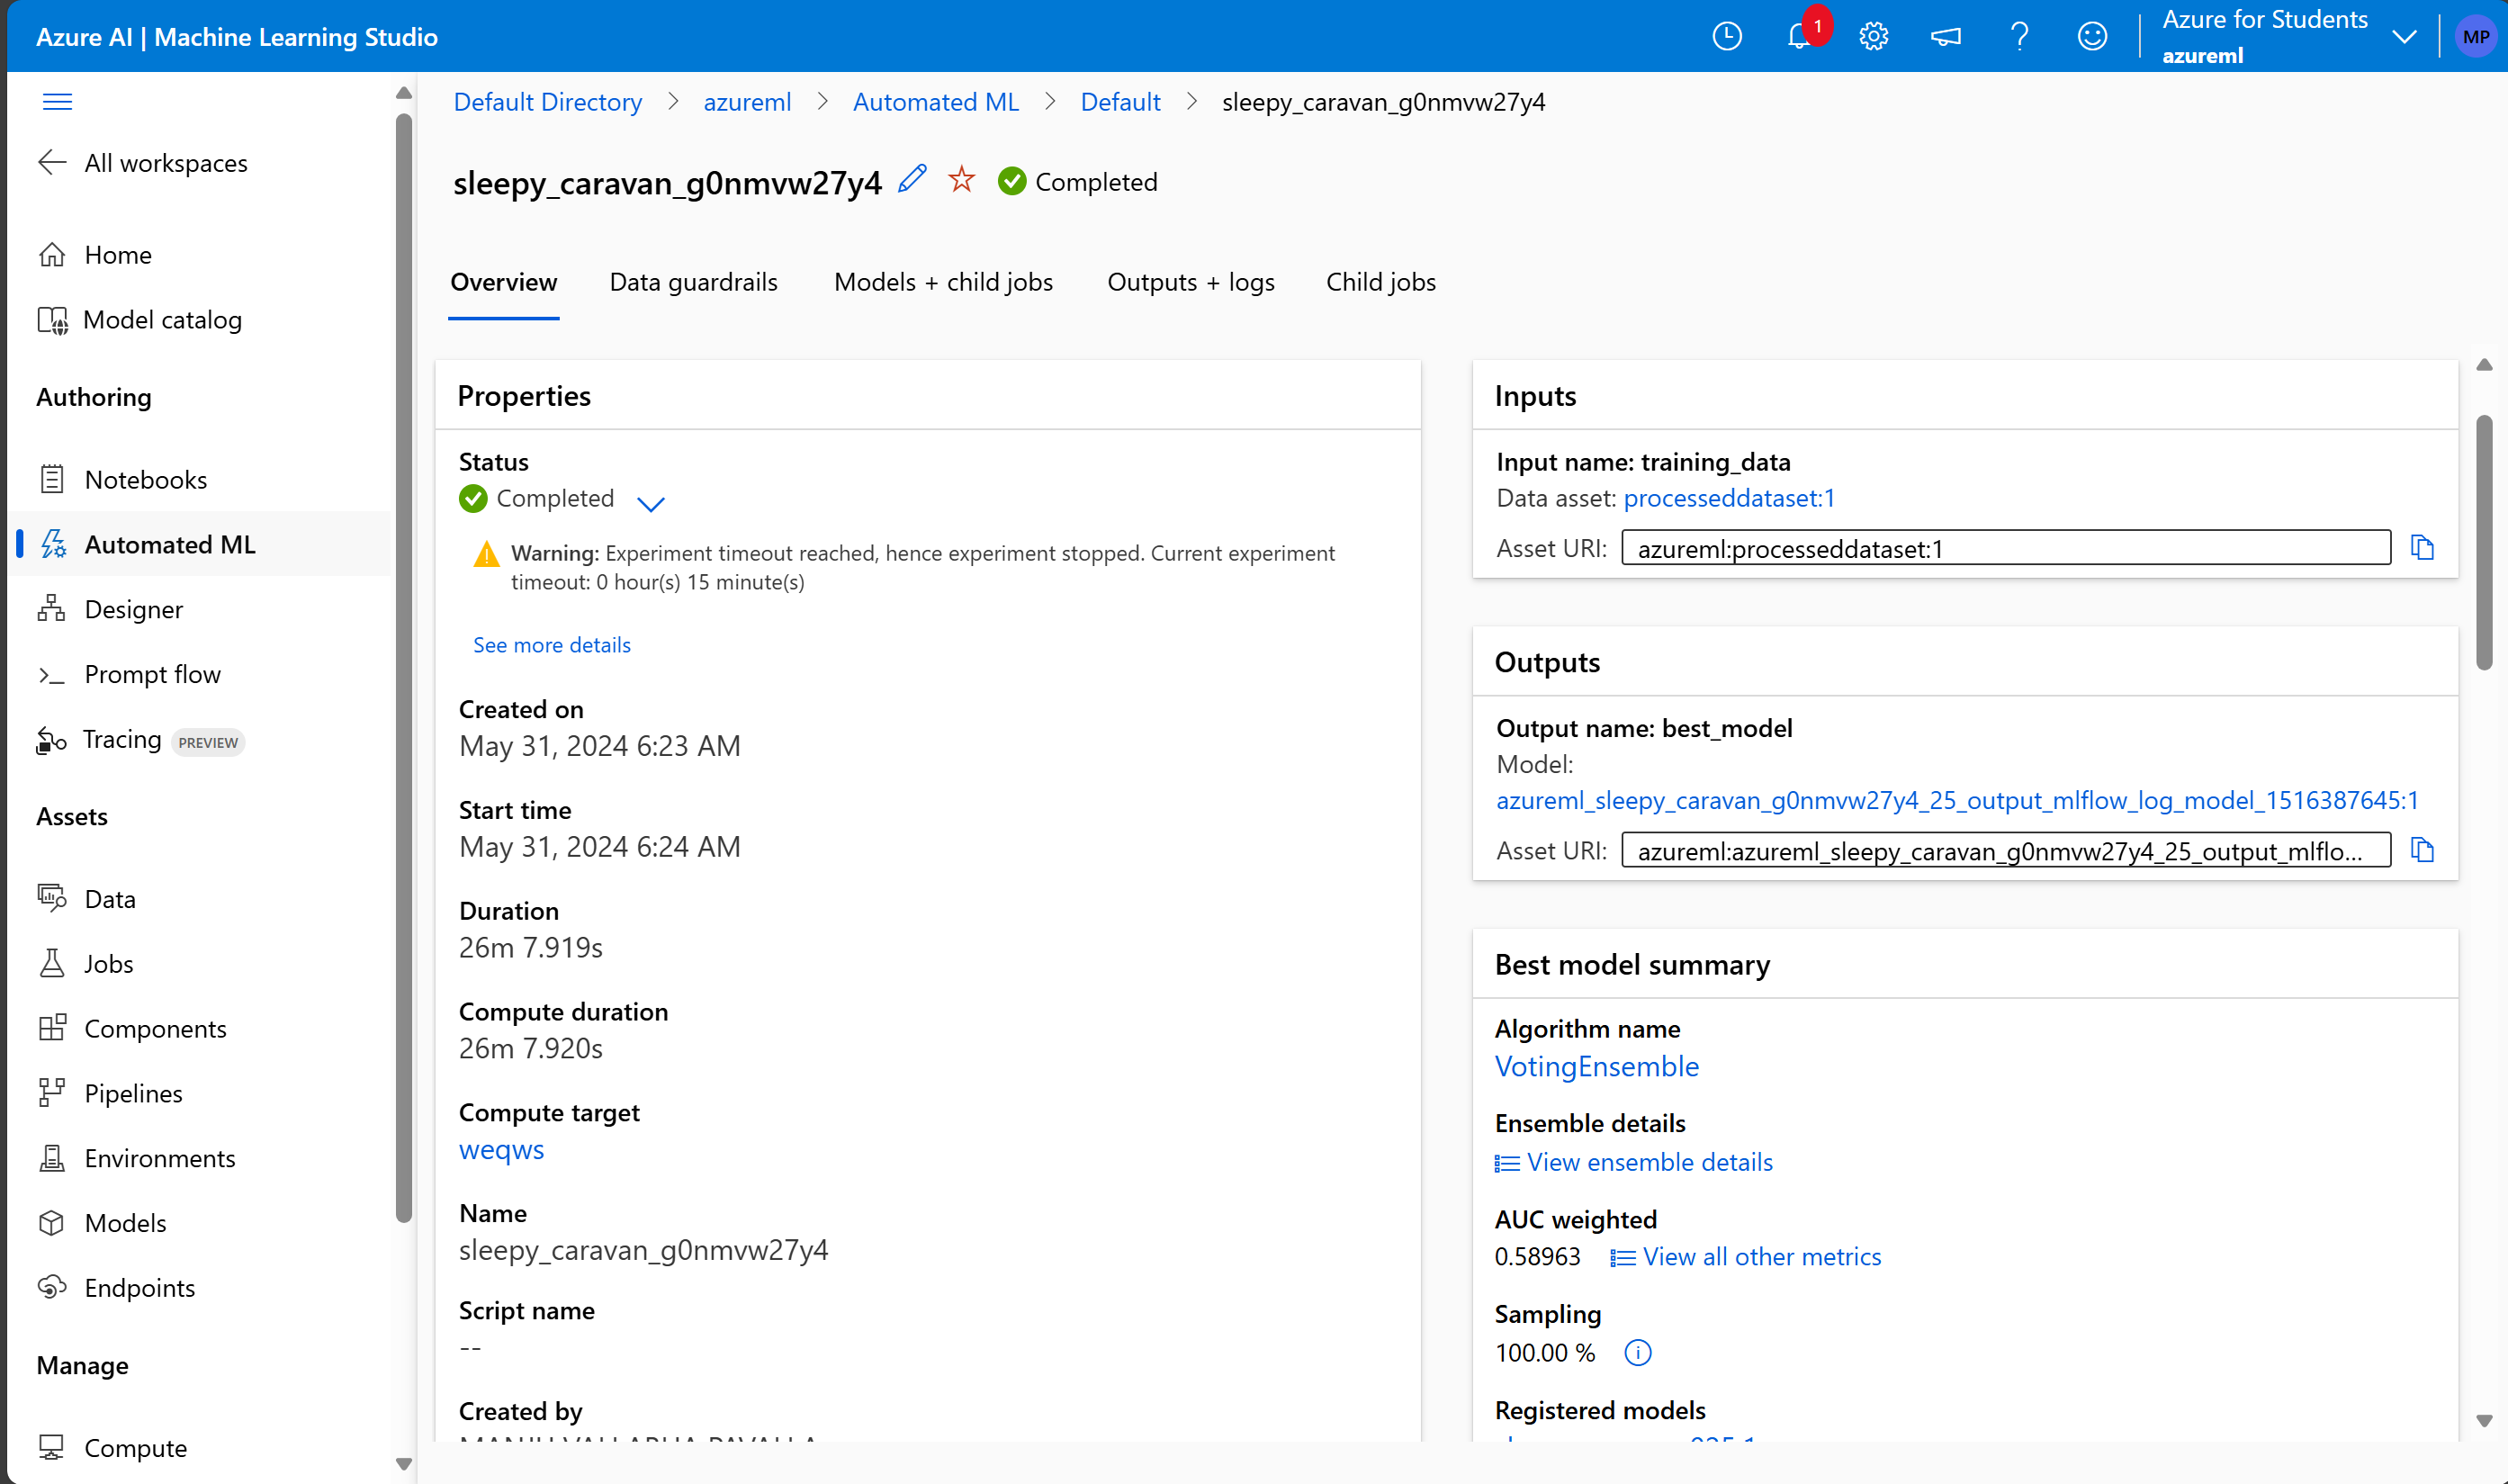 Azure AI | Machine Learning Studio
1
Azure for Students
azureml
MP
All workspaces
Home
Model catalog
Authoring
Notebooks
Automated ML
Designer
Prompt flow
Tracing PREVIEW
Assets
Data
Jobs
Components
Pipelines
Environments
Models
Endpoints
Manage
Compute
Default Directory > azureml > Automated ML > Default > sleepy_caravan_g0nmvw27y4
sleepy_caravan_g0nmvw27y4 Completed
Overview Data guardrails Models + child jobs Outputs + logs Child jobs
Properties
Status
Completed
Warning: Experiment timeout reached, hence experiment stopped. Current experiment
timeout: 0 hour(s) 15 minute(s)
See more details
Created on
May 31, 2024 6:23 AM
Start time
May 31, 2024 6:24 AM
Duration
26m 7.919s
Compute duration
26m 7.920s
Compute target
weqws
Name
sleepy_caravan_g0nmvw27y4
Script name
--
Created by
Inputs
Input name: training_data
Data asset: processeddataset:1
Asset URI: azureml:processeddataset:1
Outputs
Output name: best_model
Model:
azureml_sleepy_caravan_g0nmvw27y4_25_output_mlflow_log_model_1516387645:1
Asset URI: azureml:azureml_sleepy_caravan_g0nmvw27y4_25_output_mlflo...
Best model summary
Algorithm name
VotingEnsemble
Ensemble details
View ensemble details
AUC weighted
0.58963 View all other metrics
Sampling
100.00 %
Registered models